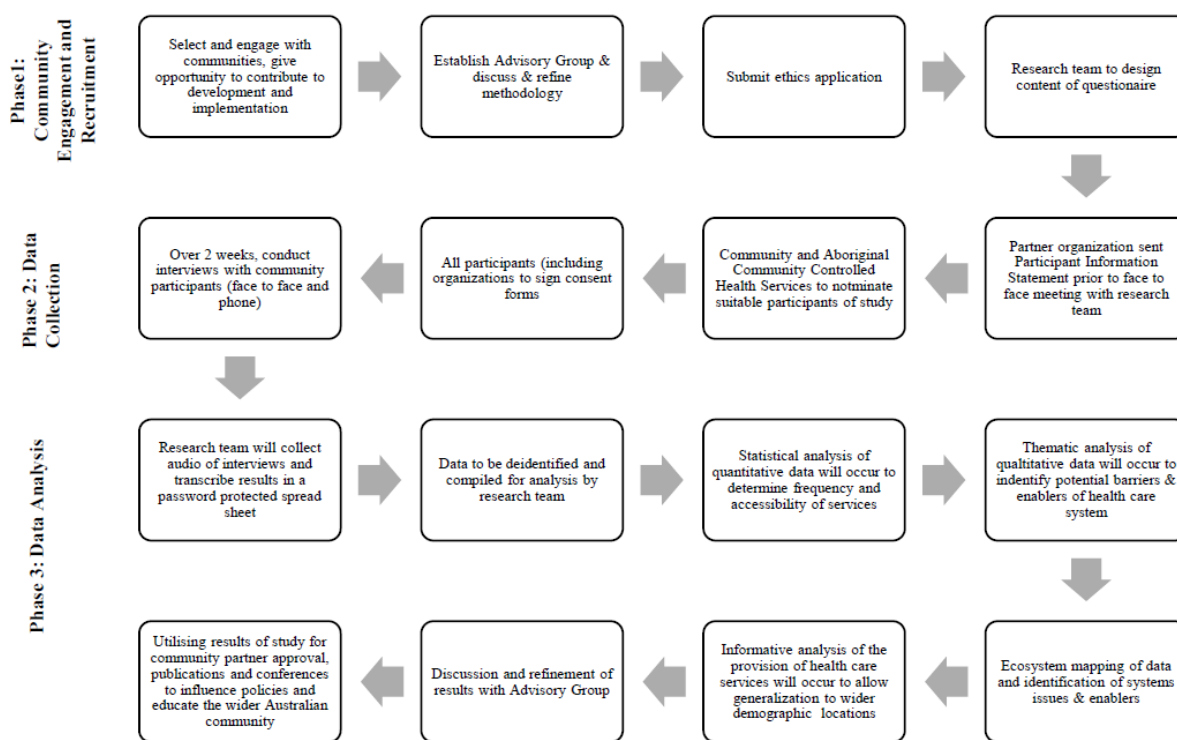 Phase1:
Community
Engagement and
Recruitment
Select and engage with
communities, give
opportunity to contribute to
development and
implementation
Establish Advisory Group &
discuss & refine
methodology
Submit ethics application
Research team to design
content of questionaire
Phase 2: Data
Collection
Over 2 weeks, conduct
interviews with community
participants (face to face and
phone)
All participants (including
organizations to sign consent
forms
Community and Aboriginal
Community Controlled
Health Services to notminate
suitable participants of study
Partner organization sent
Participant Information
Statement prior to face to
face meeting with research
team
Phase 3: Data Analysis
Research team will collect
audio of interviews and
transcribe results in a
password protected spread
sheet
Data to be deidentified and
compiled for analysis by
research team
Statistical analysis of
quantitative data will occur to
determine frequency and
accessibility of services
Thematic analysis of
qualtitative data will occur to
indentify potential barriers &
enablers of health care
system
Utilising results of study for
community partner approval,
publications and conferences
to influence policies and
educate the wider Australian
community
Discussion and refinement of
results with Advisory Group
Informative analysis of the
provision of health care
services will occur to allow
generalization to wider
demographic locations
Ecosystem mapping of data
and identification of systems
issues & enablers